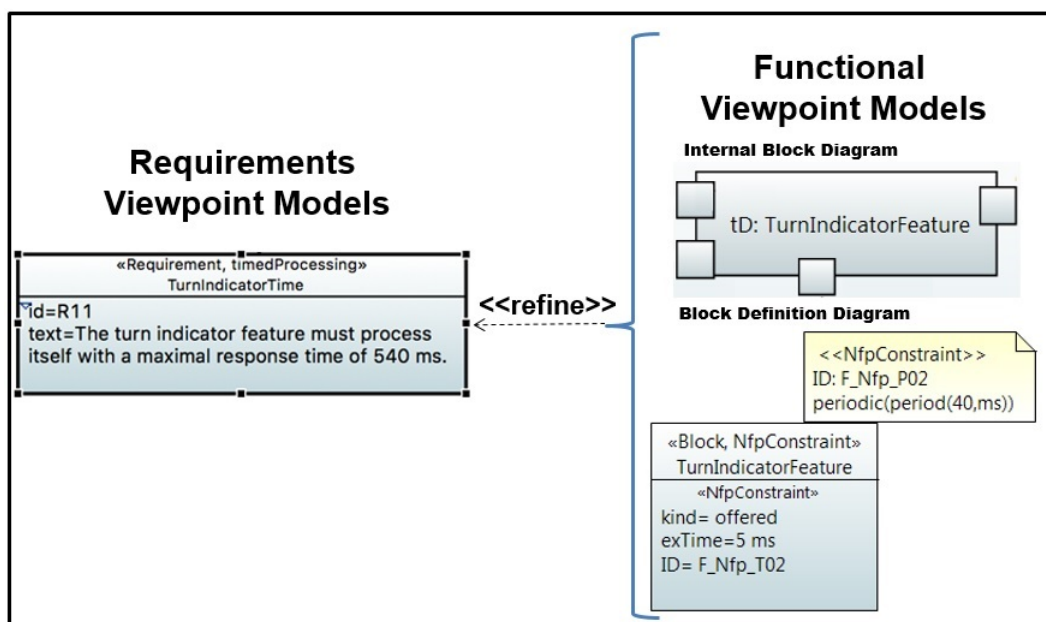 Requirements
Viewpoint Models
«Requirement, timedProcessing»
TurnIndicatorTime
id=R11
text=The turn indicator feature must process
itself with a maximal response time of 540 ms.
<<refine>>
Functional
Viewpoint Models
Internal Block Diagram
tD: TurnIndicatorFeature
Block Definition Diagram
<<NfpConstraint>>
ID: F_Nfp_P02
periodic(period(40,ms))
«Block, NfpConstraint»
TurnIndicatorFeature
«NfpConstraint»
kind= offered
exTime=5 ms
ID= F_Nfp_T02